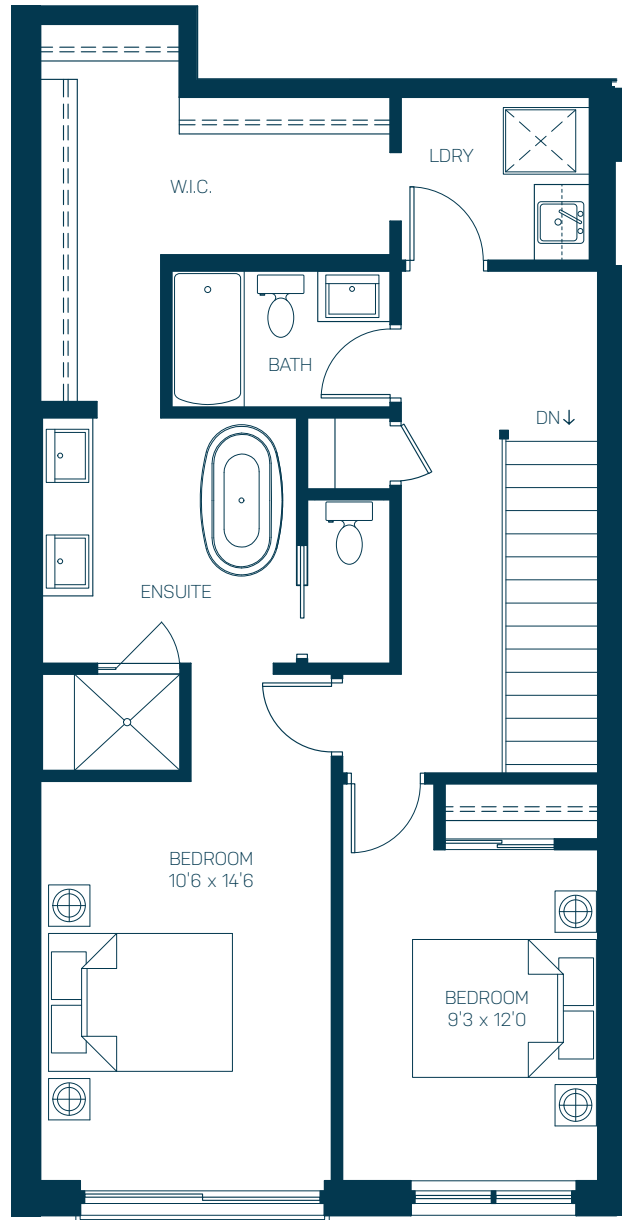 LDRY
W.I.C.
BATH
DN↓
ENSUITE
BEDROOM
10'6 x 14'6
BEDROOM
9'3 x 12'0